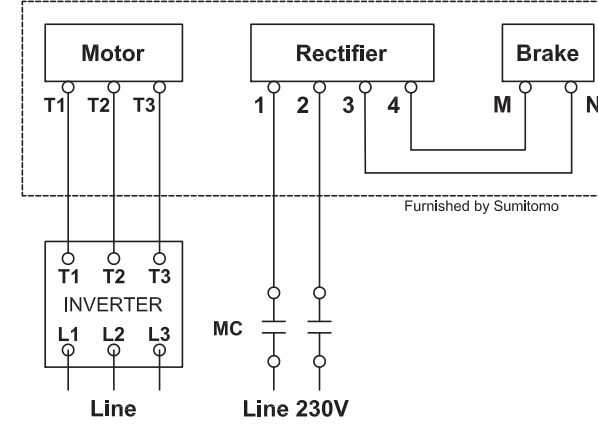 Motor Rectifier Brake
T1 T2 T3 1 2 3 4 M N
Furnished by Sumitomo
T1 T2 T3
INVERTER
L1 L2 L3 MC
Line Line 230V